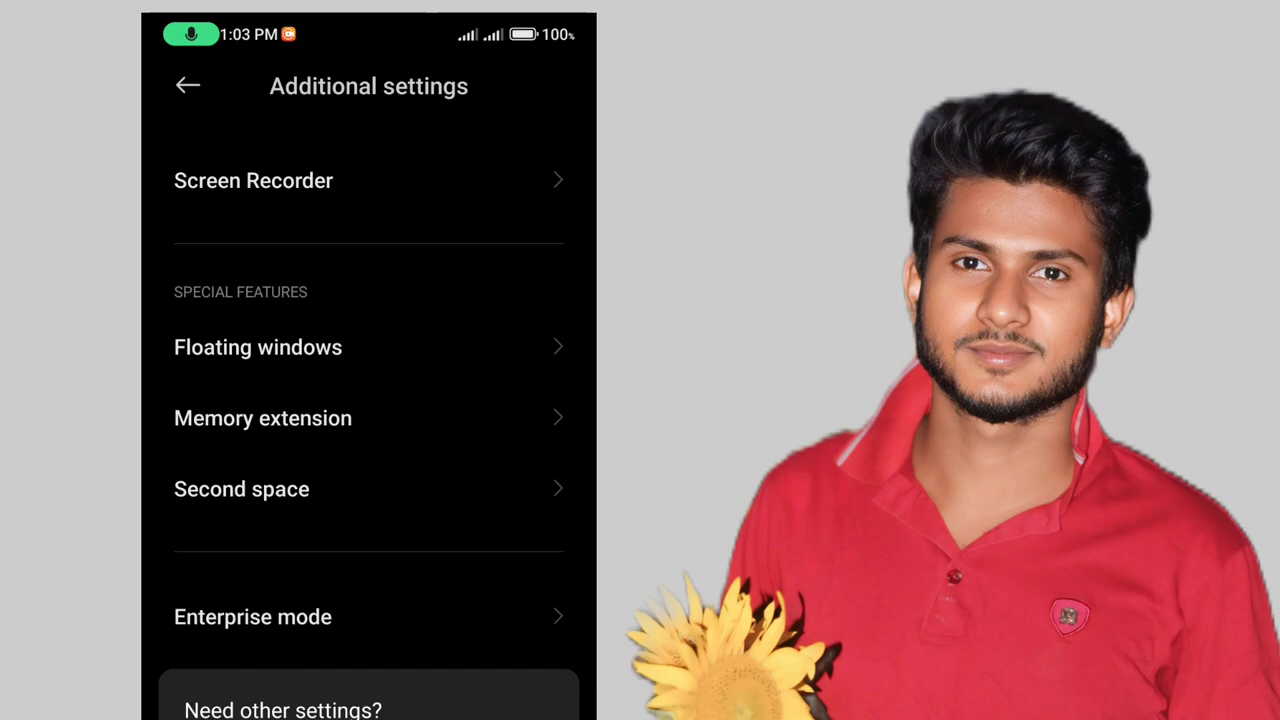 1:03 PM 100%
Additional settings
Screen Recorder
SPECIAL FEATURES
Floating windows
Memory extension
Second space
Enterprise mode
Need other settings?